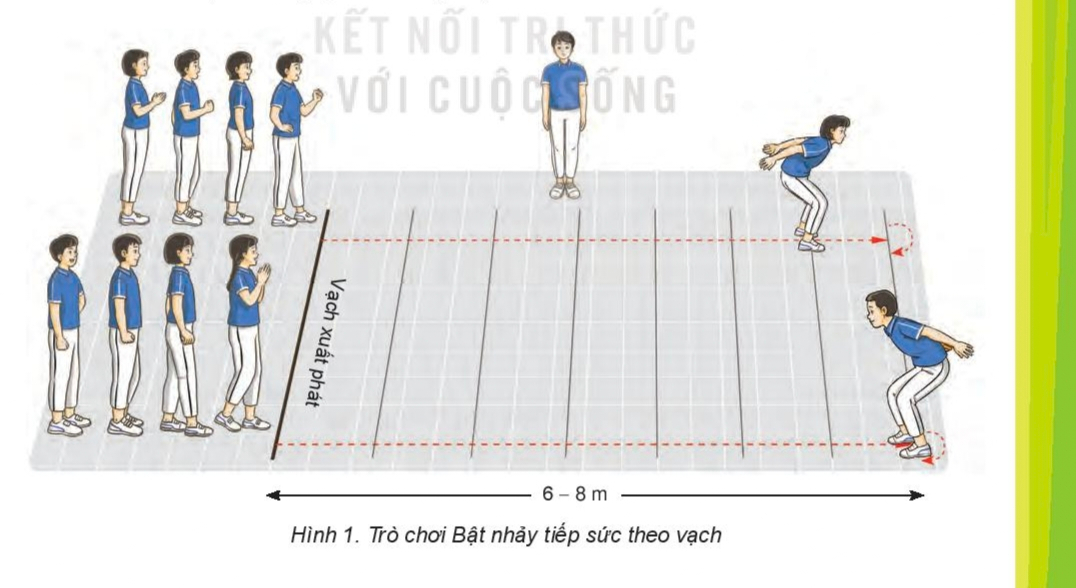 KẾT NỐI TRI THỨC
VỚI CUỘC SỐNG
Vạch xuất phát
6 – 8 m
Hình 1. Trò chơi Bật nhảy tiếp sức theo vạch